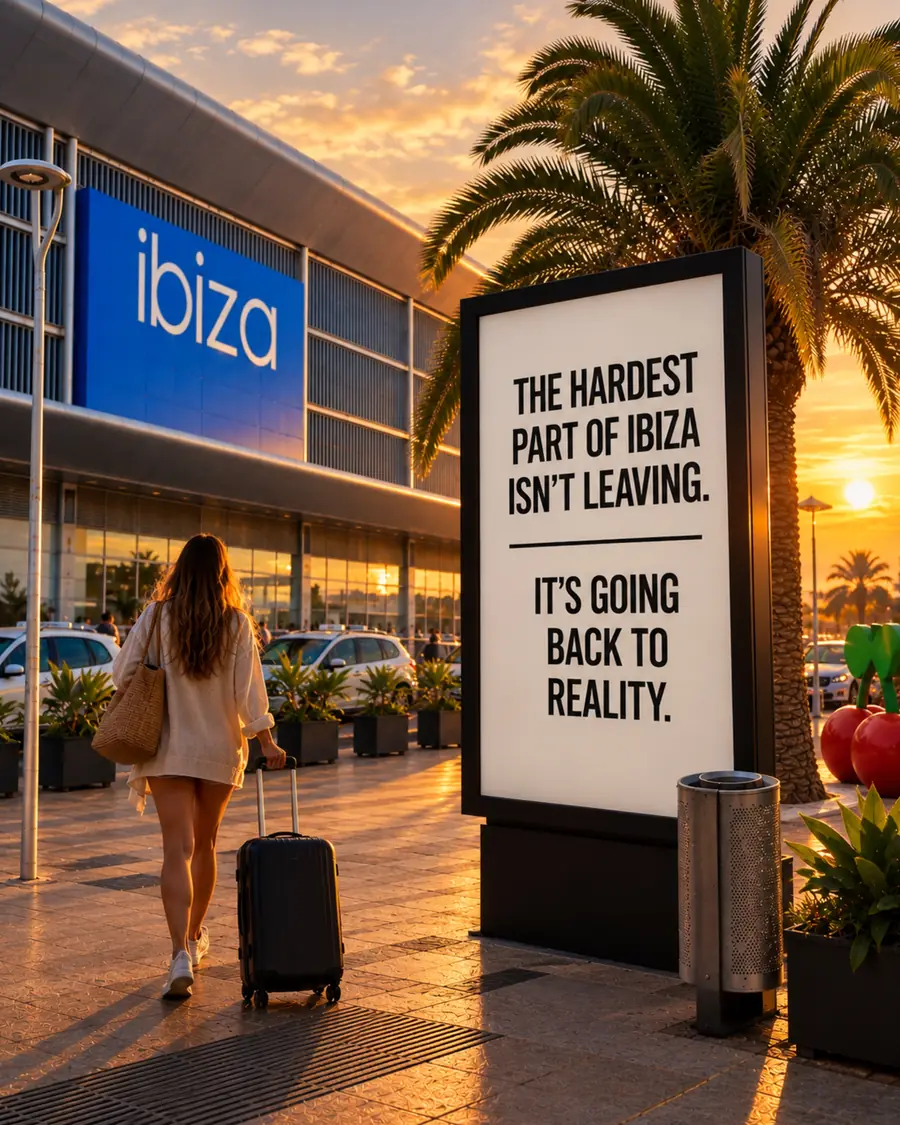 ibiza
THE HARDEST
PART OF IBIZA
ISN'T LEAVING.
IT'S GOING
BACK TO
REALITY.